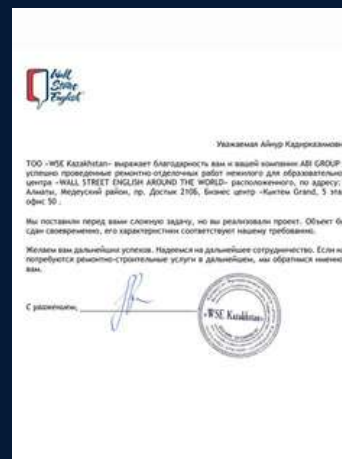 Wall
Street
English
Уважаемая Айнур Кадирказимовн
ТОО «WSE Kazakhstan» выражает благодарность вам и вашей компании ABI GROUP
успешно проведенные ремонтно-отделочных работ нежилого для образовательно
центра «WALL STREET ENGLISH AROUND THE WORLD» расположенного, по адресу:
Алматы, Медеуский район, пр. Достык 210Б, Бизнес центр «Кыктем Grand, 5 эта
офис 50 .
Мы поставили перед вами сложную задачу, но вы реализовали проект. Объект б
сдан своевременно, его характеристики соответствуют нашему требованию.
Желаем вам дальнейших успехов. Надеемся на дальнейшее сотрудничество. Если н
потребуются ремонтно-строительные услуги в дальнейшем, мы обратимся именно
вам.
С уважением,
«WSE Kazakhstan»